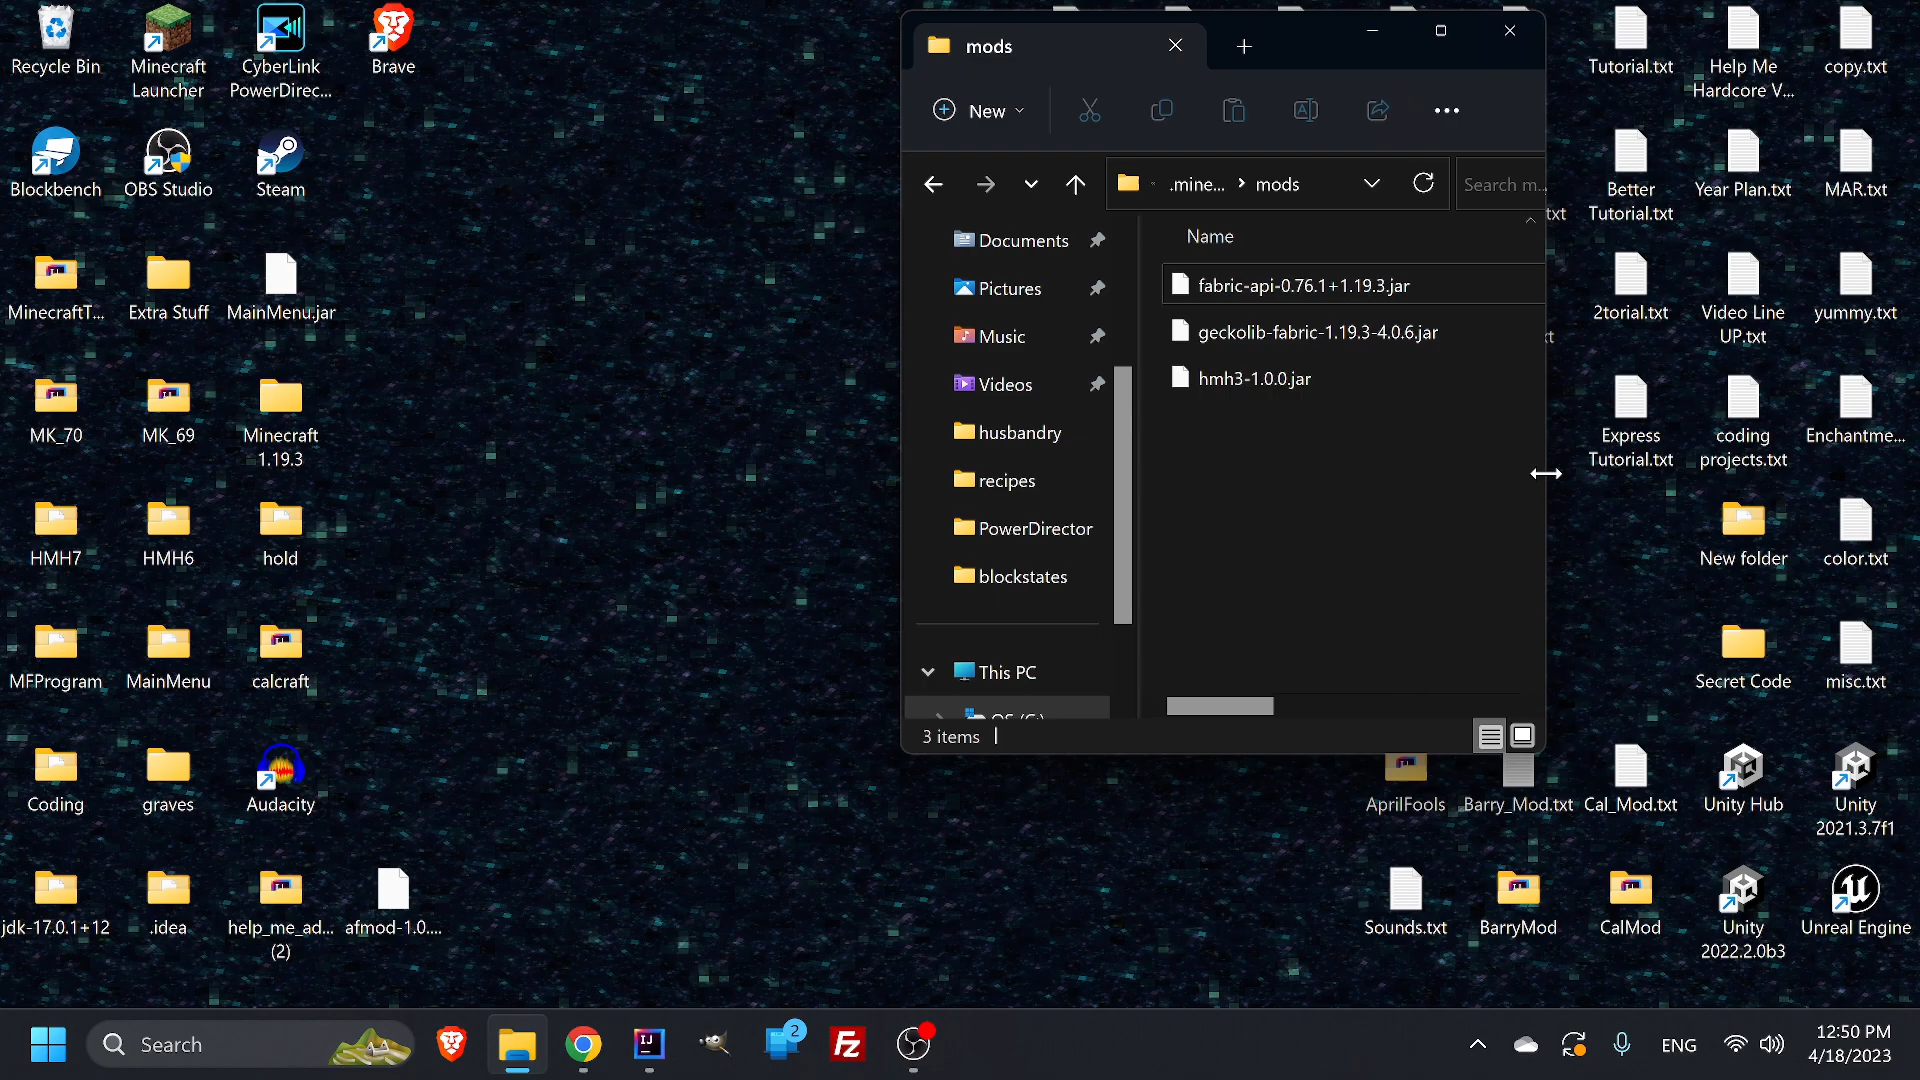 Recycle Bin
Minecraft
Launcher
CyberLink
PowerDirec...
Brave
Blockbench
OBS Studio
Steam
MinecraftT...
Extra Stuff
MainMenu.jar
MK_70
MK_69
Minecraft
1.19.3
HMH7
HMH6
hold
MFProgram
MainMenu
calcraft
Coding
graves
Audacity
jdk-17.0.1+12
.idea
help_me_ad...
(2)
afmod-1.0....
mods
New
.mine...
mods
Search m...
Documents
Pictures
Music
Videos
husbandry
recipes
PowerDirector
blockstates
This PC
OS (C:)
Name
fabric-api-0.76.1+1.19.3.jar
geckolib-fabric-1.19.3-4.0.6.jar
hmh3-1.0.0.jar
3 items
txt
xt
Tutorial.txt
Help Me
Hardcore V...
copy.txt
Better
Tutorial.txt
Year Plan.txt
MAR.txt
2torial.txt
Video Line
UP.txt
yummy.txt
Express
Tutorial.txt
coding
projects.txt
Enchantme...
New folder
color.txt
Secret Code
misc.txt
AprilFools
Barry_Mod.txt
Cal_Mod.txt
Unity Hub
Unity
2021.3.7f1
Sounds.txt
BarryMod
CalMod
Unity
2022.2.0b3
Unreal Engine
Search
IJ
2
FZ
ENG
12:50 PM
4/18/2023